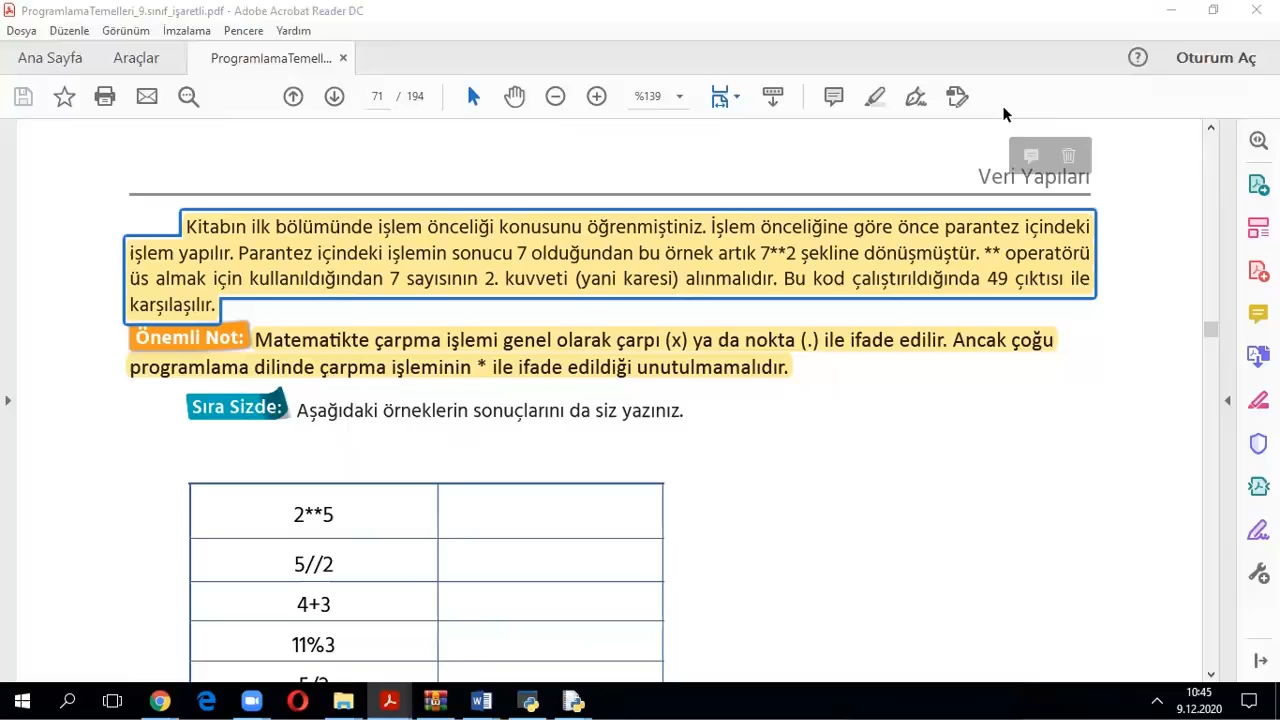 ProgramlamaTemelleri_9.sınıf_işaretli.pdf - Adobe Acrobat Reader DC
Dosya Düzenle Görünüm İmzalama Pencere Yardım
Ana Sayfa Araçlar ProgramlamaTemell... Oturum Aç
71 / 194 %139
Veri Yapıları
Kitabın ilk bölümünde işlem önceliği konusunu öğrenmiştiniz. İşlem önceliğine göre önce parantez içindeki
işlem yapılır. Parantez içindeki işlemin sonucu 7 olduğundan bu örnek artık 7**2 şekline dönüşmüştür. ** operatörü
üs almak için kullanıldığından 7 sayısının 2. kuvveti (yani karesi) alınmalıdır. Bu kod çalıştırıldığında 49 çıktısı ile
karşılaşılır.
Önemli Not: Matematikte çarpma işlemi genel olarak çarpı (x) ya da nokta (.) ile ifade edilir. Ancak çoğu
programlama dilinde çarpma işleminin * ile ifade edildiği unutulmamalıdır.
Sıra Sizde: Aşağıdaki örneklerin sonuçlarını da siz yazınız.
2**5
5//2
4+3
11%3
10:45
9.12.2020